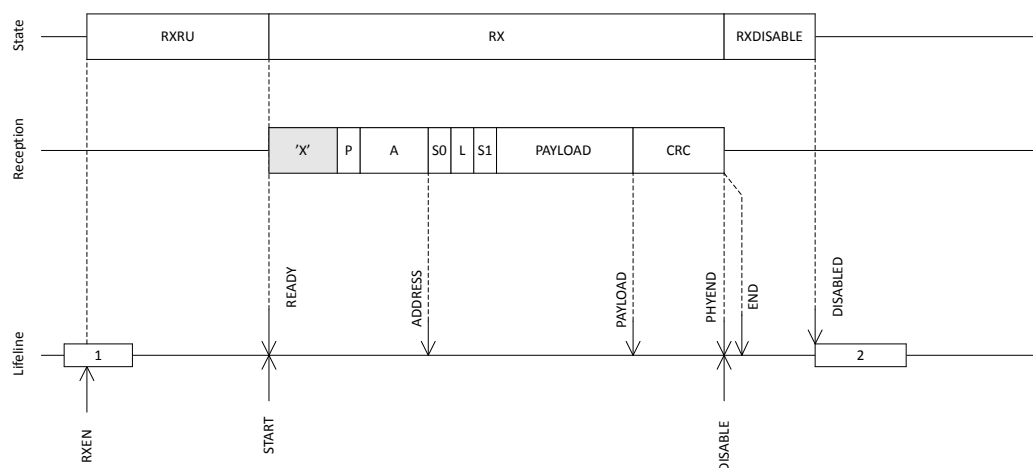 State
RXRU
RX
RXDISABLE
Reception
'X'
P
A
S0
L
S1
PAYLOAD
CRC
READY
ADDRESS
PAYLOAD
PHYEND
END
DISABLED
Lifeline
1
2
RXEN
START
DISABLE